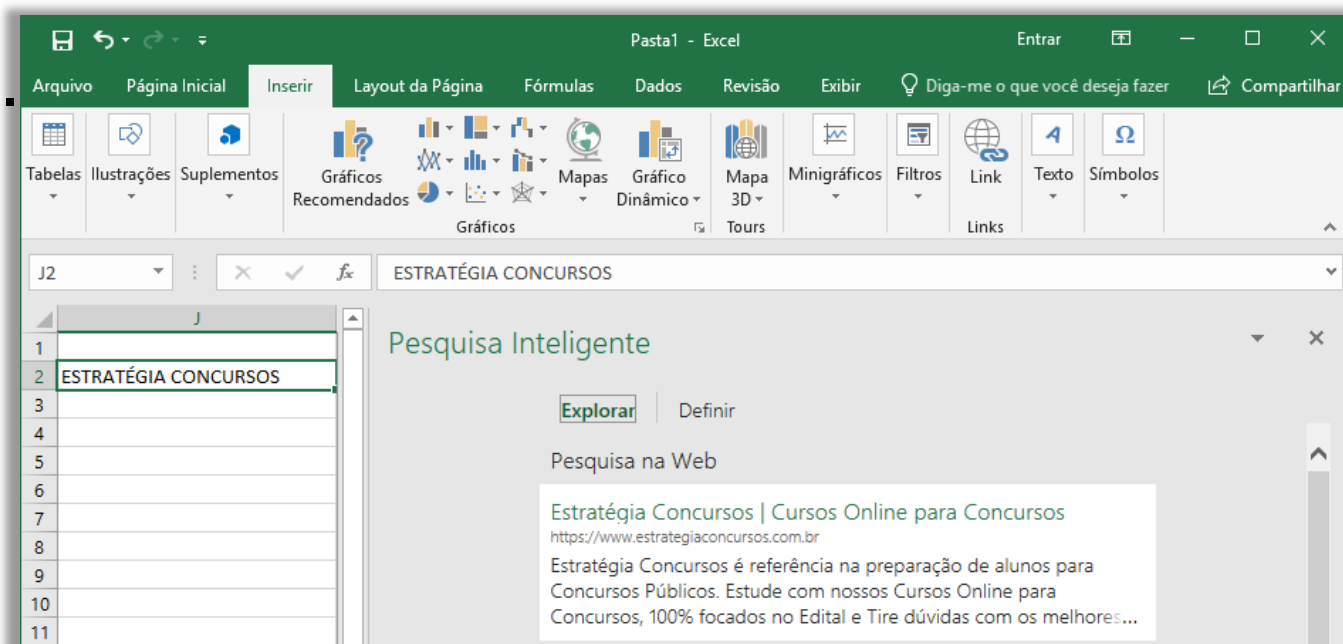 Pasta1 - Excel
Entrar
Arquivo Página Inicial Inserir Layout da Página Fórmulas Dados Revisão Exibir Diga-me o que você deseja fazer Compartilhar
Tabelas Ilustrações Suplementos Gráficos Recomendados Mapas Gráfico Dinâmico Mapa 3D Minigráficos Filtros Link Texto Símbolos
Gráficos Tours Links
J2 fx ESTRATÉGIA CONCURSOS
J
1
2 ESTRATÉGIA CONCURSOS
3
4
5
6
7
8
9
10
11
Pesquisa Inteligente
Explorar Definir
Pesquisa na Web
Estratégia Concursos | Cursos Online para Concursos
https://www.estrategiaconcursos.com.br
Estratégia Concursos é referência na preparação de alunos para
Concursos Públicos. Estude com nossos Cursos Online para
Concursos, 100% focados no Edital e Tire dúvidas com os melhores...